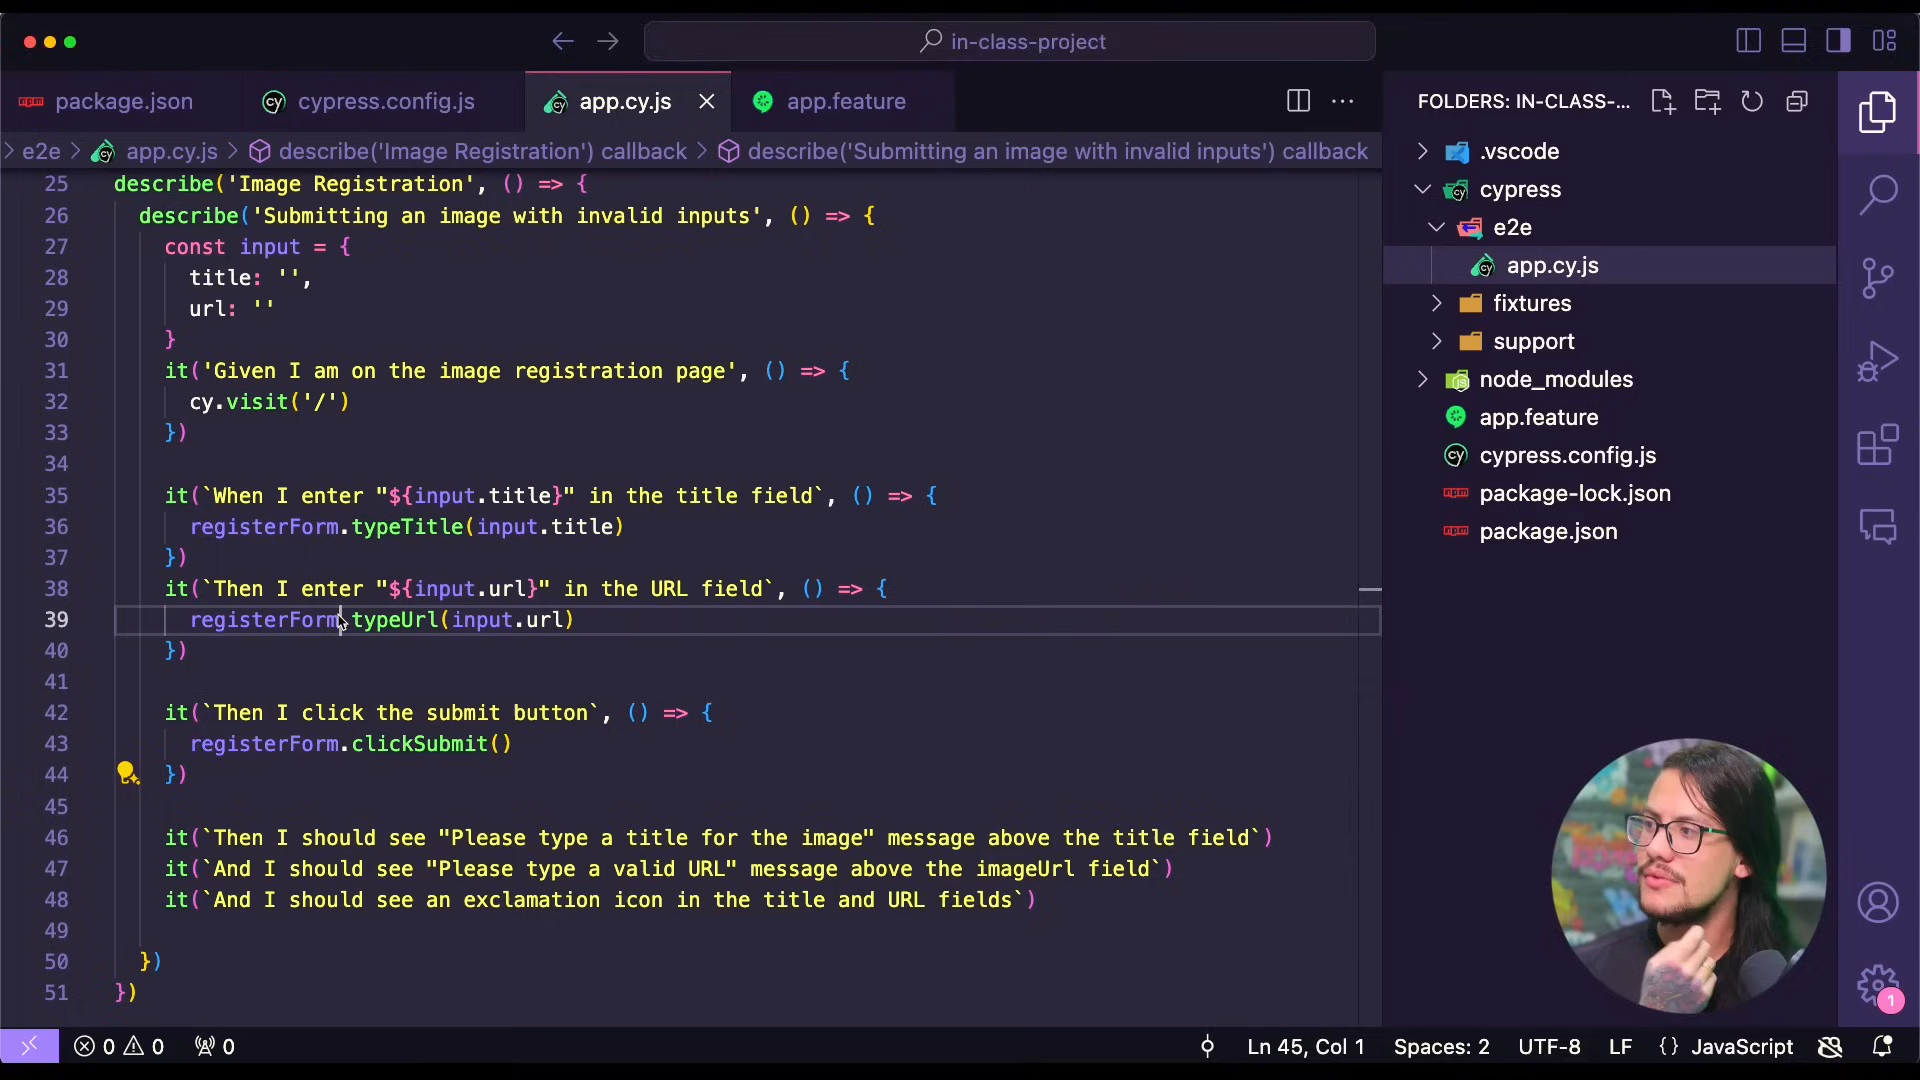 in-class-project
package.json
cypress.config.js
app.cy.js
app.feature
e2e > app.cy.js > describe('Image Registration') callback > describe('Submitting an image with invalid inputs') callback
25 describe('Image Registration', () => {
26 describe('Submitting an image with invalid inputs', () => {
27 const input = {
28 title: '',
29 url: ''
30 }
31 it('Given I am on the image registration page', () => {
32 cy.visit('/')
33 })
34
35 it(`When I enter "${input.title}" in the title field`, () => {
36 registerForm.typeTitle(input.title)
37 })
38 it(`Then I enter "${input.url}" in the URL field`, () => {
39 registerForm.typeUrl(input.url)
40 })
41
42 it(`Then I click the submit button`, () => {
43 registerForm.clickSubmit()
44 })
45
46 it(`Then I should see "Please type a title for the image" message above the title field`)
47 it(`And I should see "Please type a valid URL" message above the imageUrl field`)
48 it(`And I should see an exclamation icon in the title and URL fields`)
49
50 })
51 })
FOLDERS: IN-CLASS-...
.vscode
cypress
e2e
app.cy.js
fixtures
support
node_modules
app.feature
cypress.config.js
package-lock.json
package.json
1
0 0 0
Ln 45, Col 1
Spaces: 2
UTF-8
LF
{} JavaScript